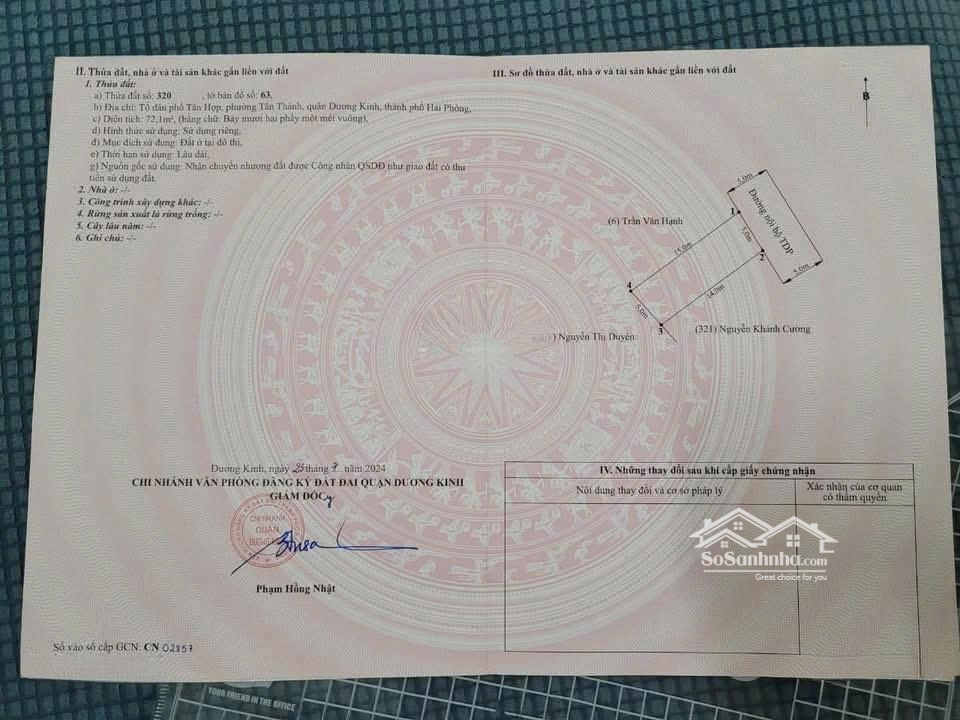 II. Thửa đất, nhà ở và tài sản khác gắn liền với đất
1. Thửa đất:
a) Thửa đất số: 320 , tờ bản đồ số: 63,
b) Địa chỉ: Tổ dân phố Tân Hợp, phường Tân Thành, quận Dương Kinh, thành phố Hải Phòng,
c) Diện tích: 72,1m², (bằng chữ: Bảy mươi hai phẩy một mét vuông),
d) Hình thức sử dụng: Sử dụng riêng,
đ) Mục đích sử dụng: Đất ở tại đô thị,
e) Thời hạn sử dụng: Lâu dài,
g) Nguồn gốc sử dụng: Nhận chuyển nhượng đất được Công nhận QSDĐ như giao đất có thu
tiền sử dụng đất.
2. Nhà ở: -/-
3. Công trình xây dựng khác: -/-
4. Rừng sản xuất là rừng trồng: -/-
5. Cây lâu năm: -/-
6. Ghi chú: -/-
III. Sơ đồ thửa đất, nhà ở và tài sản khác gắn liền với đất
B
5.0m
Đường nội bộ TDP
1
(6) Trần Văn Hạnh
5.0m
15.0m
2
5.0m
4
14.0m
5.0m
3
(321) Nguyễn Khánh Cường
) Nguyễn Thị Duyên
Dương Kinh, ngày 23 tháng 7 năm 2024
CHI NHÁNH VĂN PHÒNG ĐĂNG KÝ ĐẤT ĐAI QUẬN DƯƠNG KINH
GIÁM ĐỐC
CHI NHÁNH
QUẬN
Phạm Hồng Nhật
Số vào sổ cấp GCN: CN 02857
IV. Những thay đổi sau khi cấp giấy chứng nhận
Nội dung thay đổi và cơ sở pháp lý
Xác nhận của cơ quan
có thẩm quyền
SoSanhnha.com
Great choice for you
YOUR FRIEND IN THE OFFICE